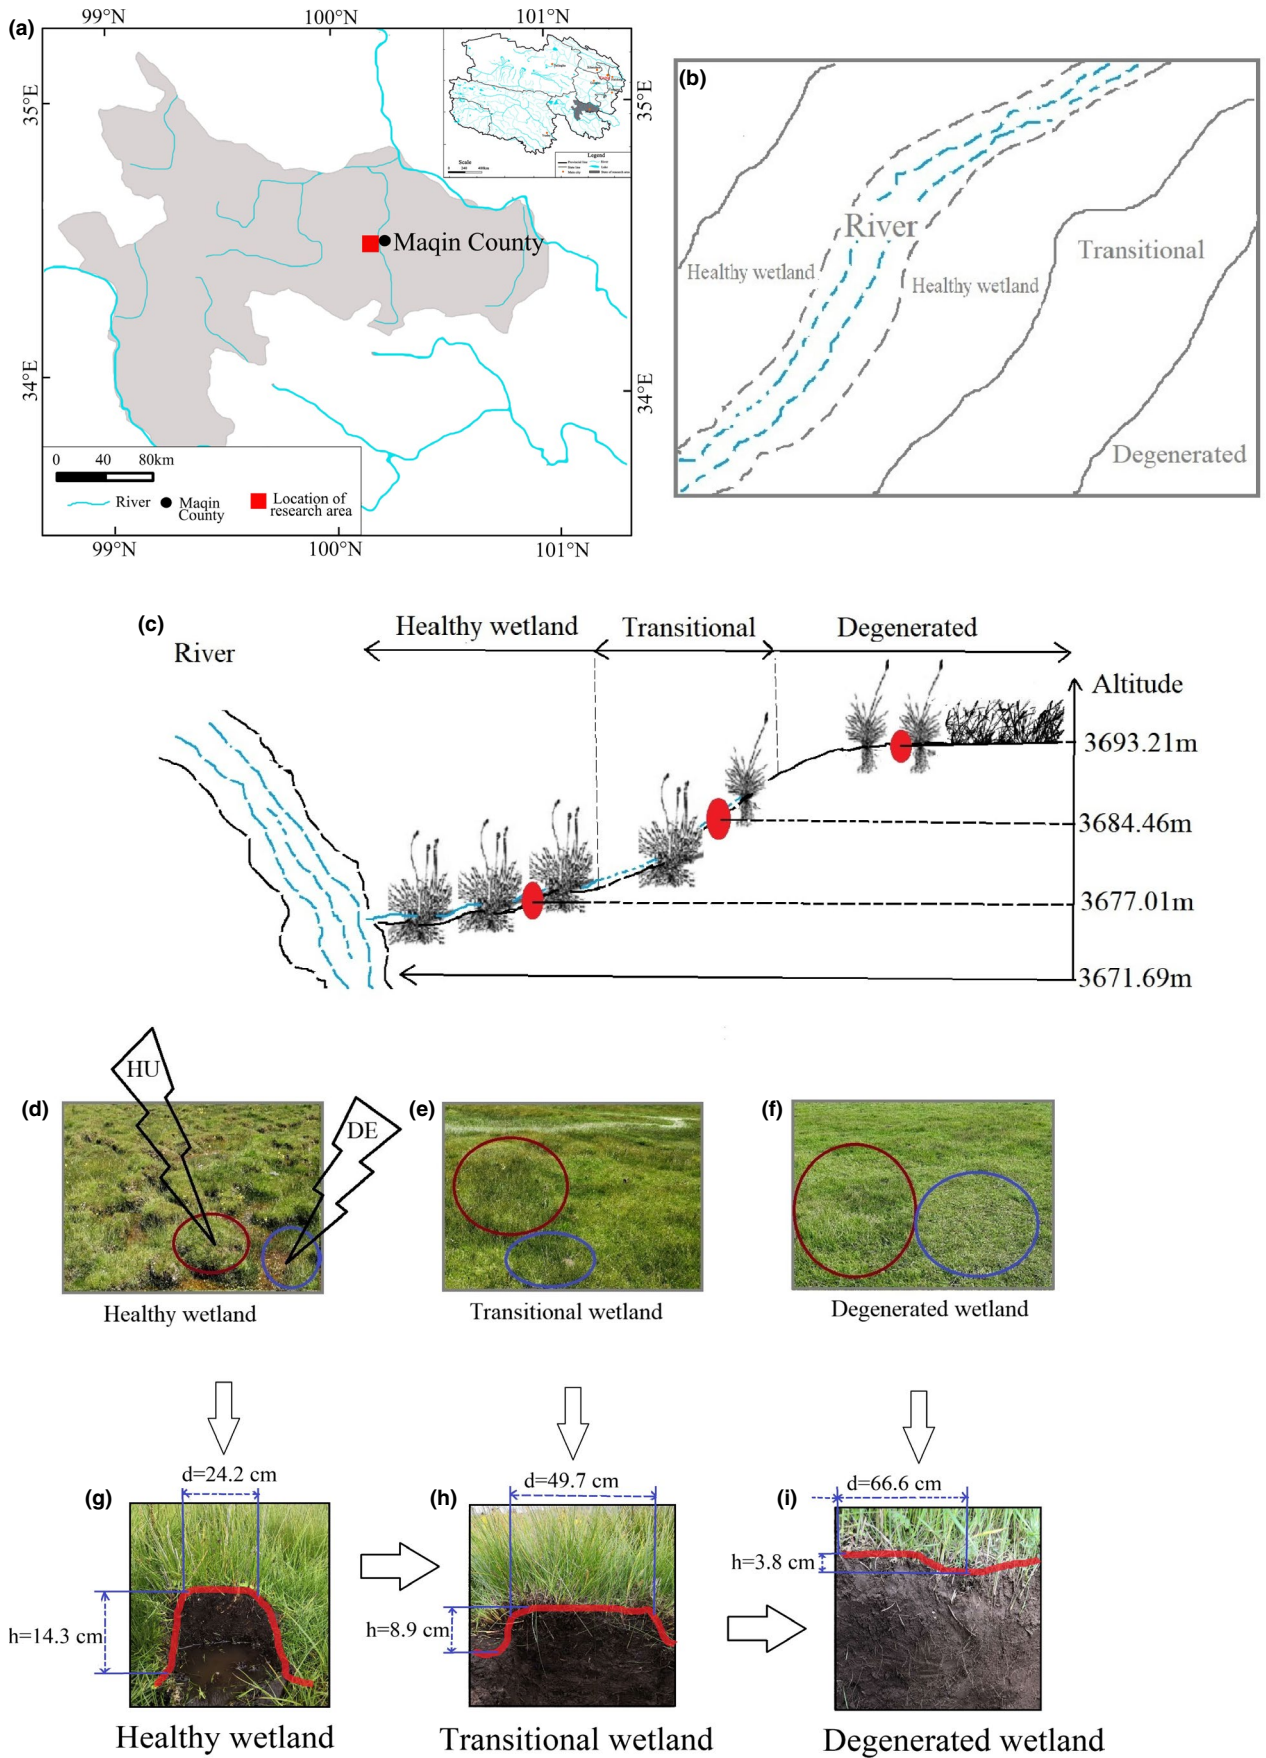 (a)
99°N
100°N
101°N
35°E
35°E
Scale
Legend
Maqin County
34°E
34°E
0 40 80km
River
Maqin
County
Location of
research area
99°N
100°N
101°N
(b)
River
Healthy wetland
Healthy wetland
Transitional
Degenerated
(c)
River
Healthy wetland
Transitional
Degenerated
Altitude
3693.21m
3684.46m
3677.01m
3671.69m
HU
DE
(d)
(e)
(f)
Healthy wetland
Transitional wetland
Degenerated wetland
d=24.2 cm
d=49.7 cm
d=66.6 cm
(g)
(h)
(i)
h=14.3 cm
h=8.9 cm
h=3.8 cm
Healthy wetland
Transitional wetland
Degenerated wetland